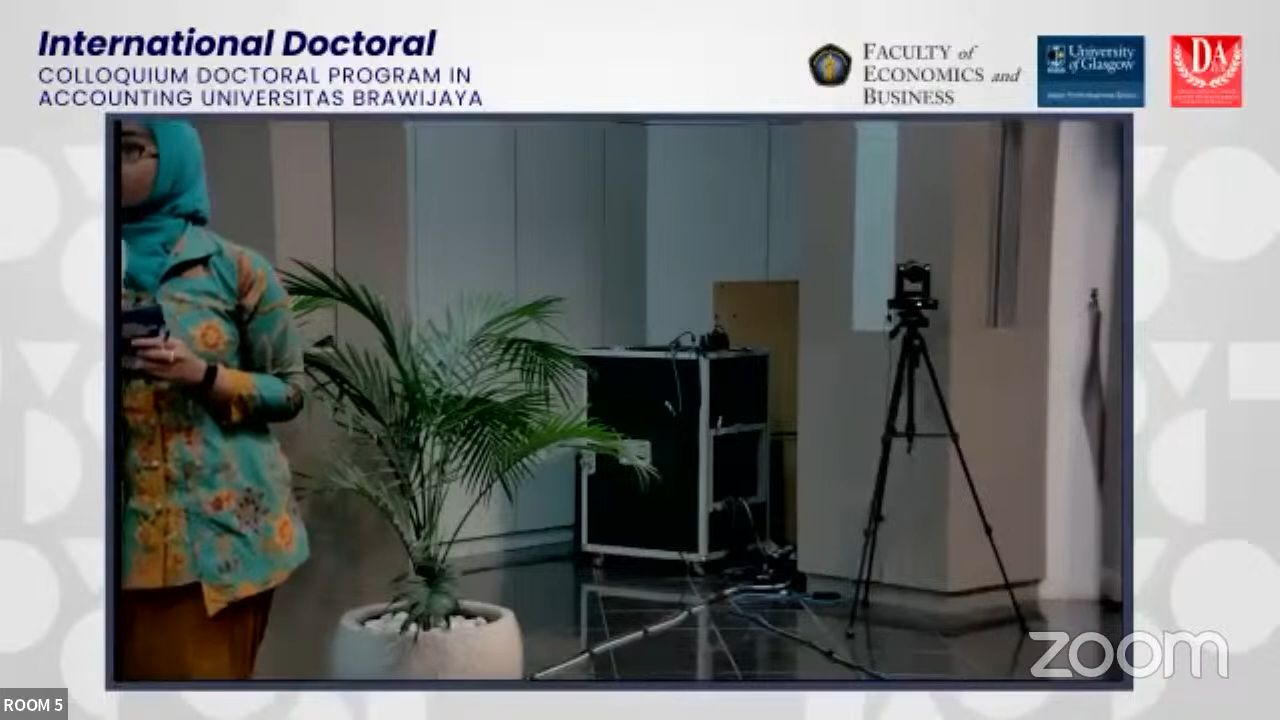 International Doctoral
COLLOQUIUM DOCTORAL PROGRAM IN
ACCOUNTING UNIVERSITAS BRAWIJAYA
FACULTY of
ECONOMICS and
BUSINESS
University
of Glasgow
DA
zoom
ROOM 5